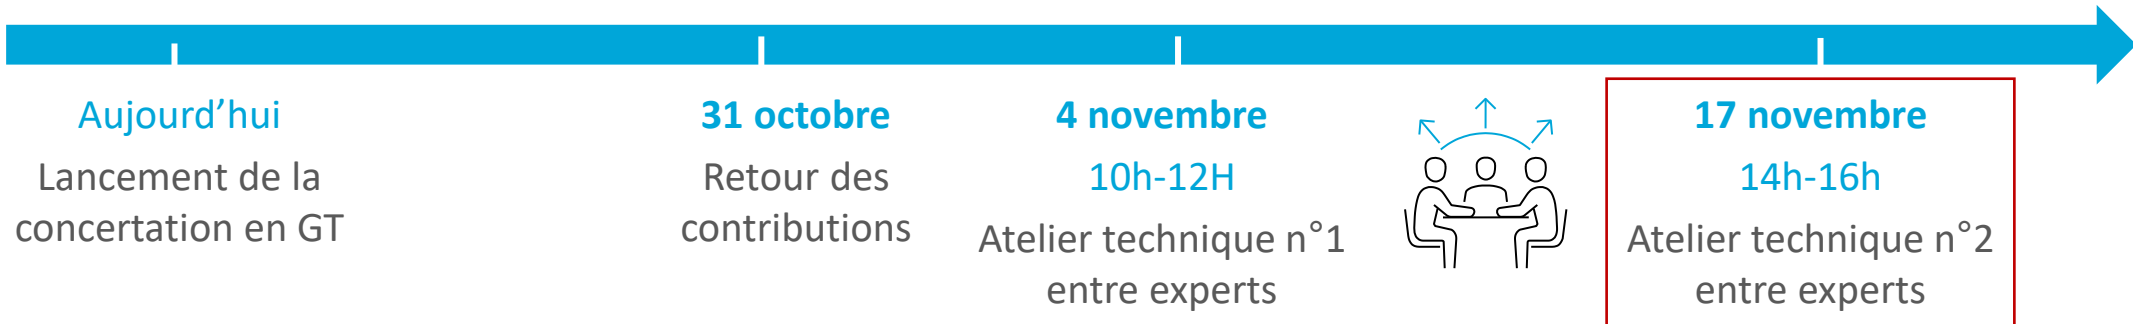 Aujourd’hui
Lancement de la
concertation en GT
31 octobre
Retour des
contributions
4 novembre
10h-12H
Atelier technique n°1
entre experts
17 novembre
14h-16h
Atelier technique n°2
entre experts